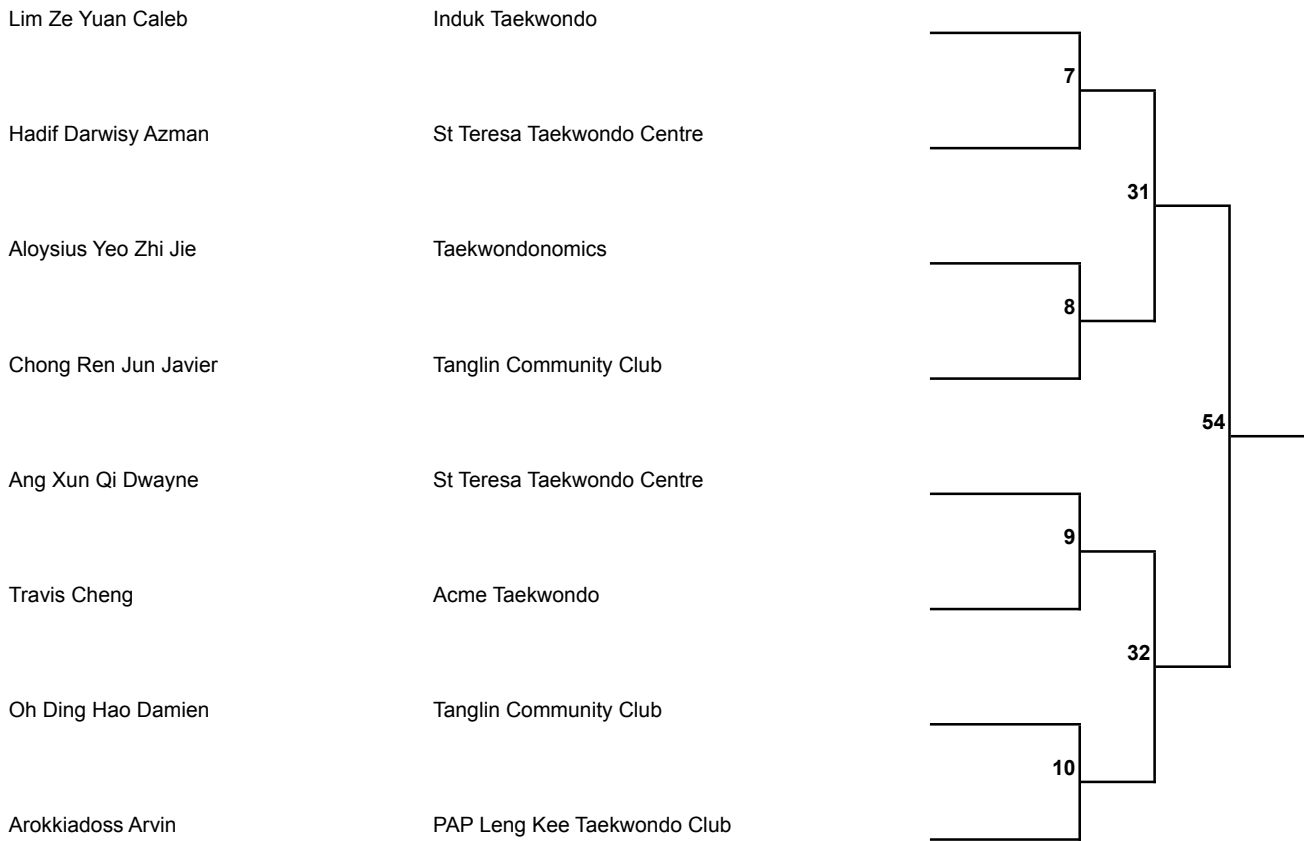 Lim Ze Yuan Caleb Induk Taekwondo
7
Hadif Darwisy Azman St Teresa Taekwondo Centre
31
Aloysius Yeo Zhi Jie Taekwondonomics
8
Chong Ren Jun Javier Tanglin Community Club
54
Ang Xun Qi Dwayne St Teresa Taekwondo Centre
9
Travis Cheng Acme Taekwondo
32
Oh Ding Hao Damien Tanglin Community Club
10
Arokkiadoss Arvin PAP Leng Kee Taekwondo Club